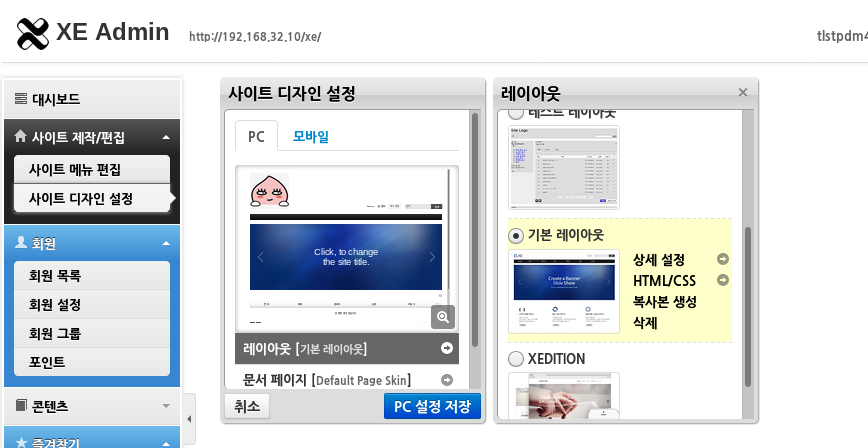 XE Admin
http://192.168.32.10/xe/
tlstpdm4
대시보드
사이트 제작/편집
사이트 메뉴 편집
사이트 디자인 설정
회원
회원 목록
회원 설정
회원 그룹
포인트
콘텐츠
즐겨찾기
사이트 디자인 설정
PC
모바일
Click, to change
the site title.
레이아웃 [기본 레이아웃]
문서 페이지 [Default Page Skin]
취소
PC 설정 저장
레이아웃
테스트 레이아웃
Site Logo
기본 레이아웃
Create a Banner
Slide Show
상세 설정
HTML/CSS
복사본 생성
삭제
XEDITION